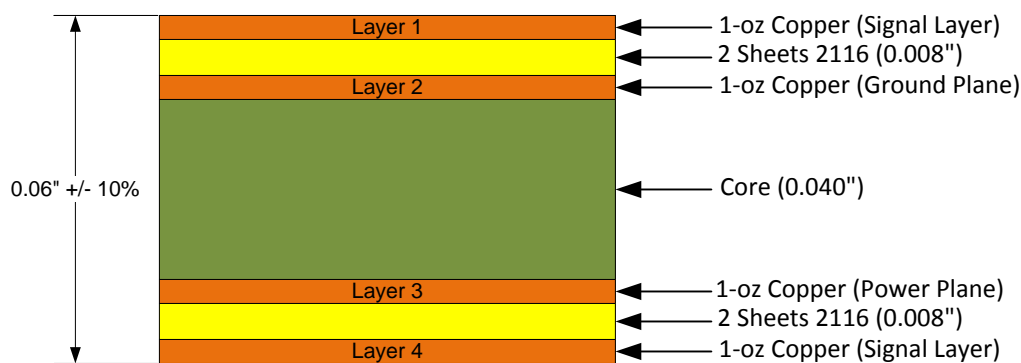 Layer 1
1-oz Copper (Signal Layer)
2 Sheets 2116 (0.008")
Layer 2
1-oz Copper (Ground Plane)
0.06" +/- 10%
Core (0.040")
Layer 3
1-oz Copper (Power Plane)
2 Sheets 2116 (0.008")
Layer 4
1-oz Copper (Signal Layer)